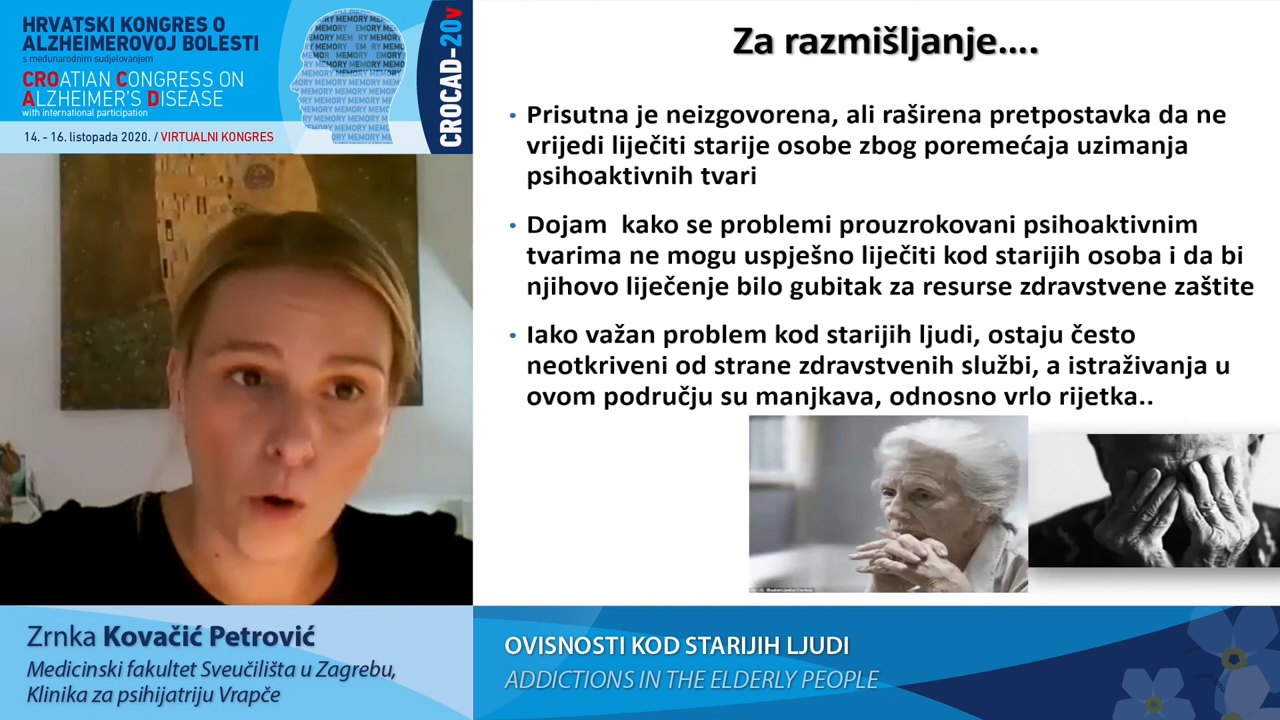 HRVATSKI KONGRES O
ALZHEIMEROVOJ BOLESTI
s međunarodnim sudjelovanjem
CROATIAN CONGRESS ON
ALZHEIMER'S DISEASE
with international participation
14. - 16. listopada 2020. / VIRTUALNI KONGRES
CROCAD-20v
Za razmišljanje....
• Prisutna je neizgovorena, ali raširena pretpostavka da ne
vrijedi liječiti starije osobe zbog poremećaja uzimanja
psihoaktivnih tvari
• Dojam kako se problemi prouzrokovani psihoaktivnim
tvarima ne mogu uspješno liječiti kod starijih osoba i da bi
njihovo liječenje bilo gubitak za resurse zdravstvene zaštite
• Iako važan problem kod starijih ljudi, ostaju često
neotkriveni od strane zdravstvenih službi, a istraživanja u
ovom području su manjkava, odnosno vrlo rijetka..
Zrnka Kovačić Petrović
Medicinski fakultet Sveučilišta u Zagrebu,
Klinika za psihijatriju Vrapče
OVISNOSTI KOD STARIJIH LJUDI
ADDICTIONS IN THE ELDERLY PEOPLE